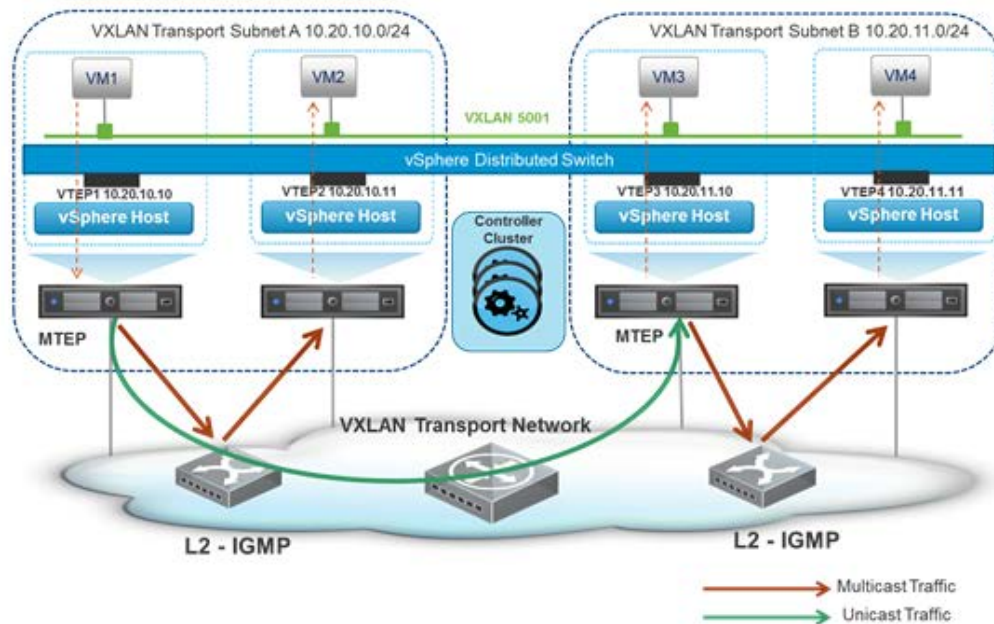 VXLAN Transport Subnet A 10.20.10.0/24
VXLAN Transport Subnet B 10.20.11.0/24
VM1
VM2
VM3
VM4
VXLAN 5001
vSphere Distributed Switch
VTEP1 10.20.10.10
VTEP2 10.20.10.11
VTEP3 10.20.11.10
VTEP4 10.20.11.11
vSphere Host
vSphere Host
vSphere Host
vSphere Host
Controller
Cluster
MTEP
MTEP
VXLAN Transport Network
L2 - IGMP
L2 - IGMP
Multicast Traffic
Unicast Traffic